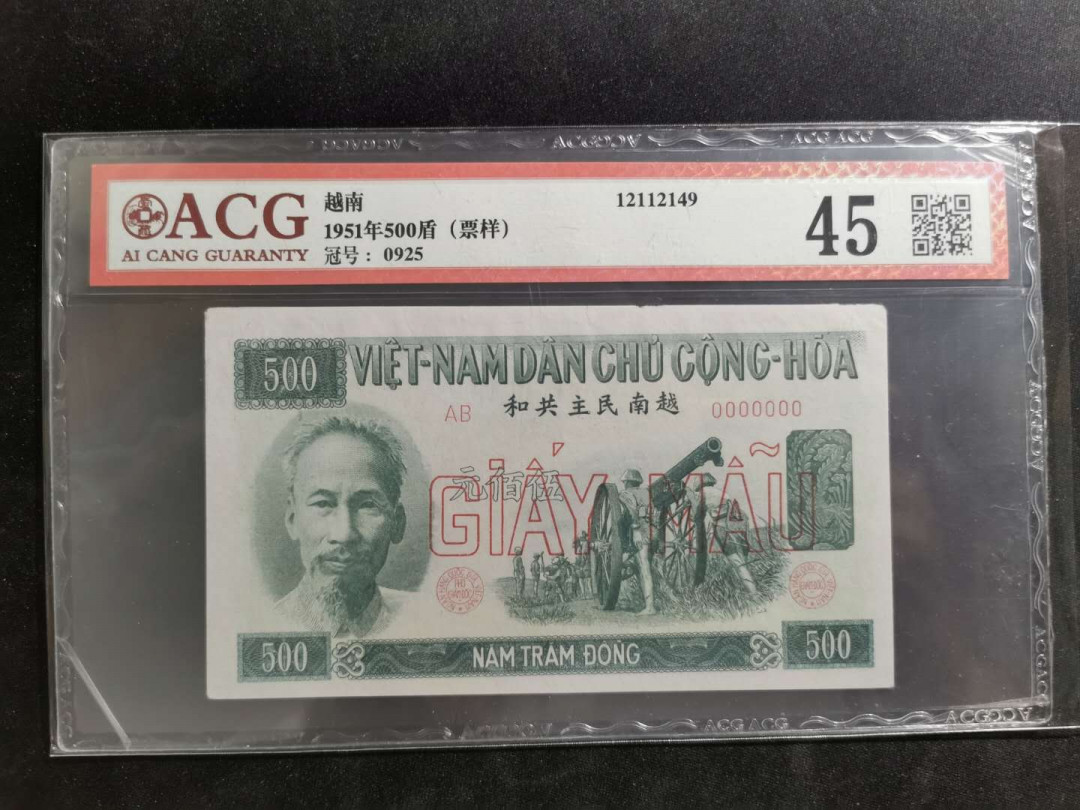 ACG
AI CANG GUARANTY
越南
1951年500盾（票样）
冠号：0925
12112149
45
500
VIỆT-NAM DÂN CHỦ CỘNG-HÒA
AB
和共主民南越
0000000
元佰伍
GIẤY MẪU
500
NĂM TRĂM ĐỒNG
500